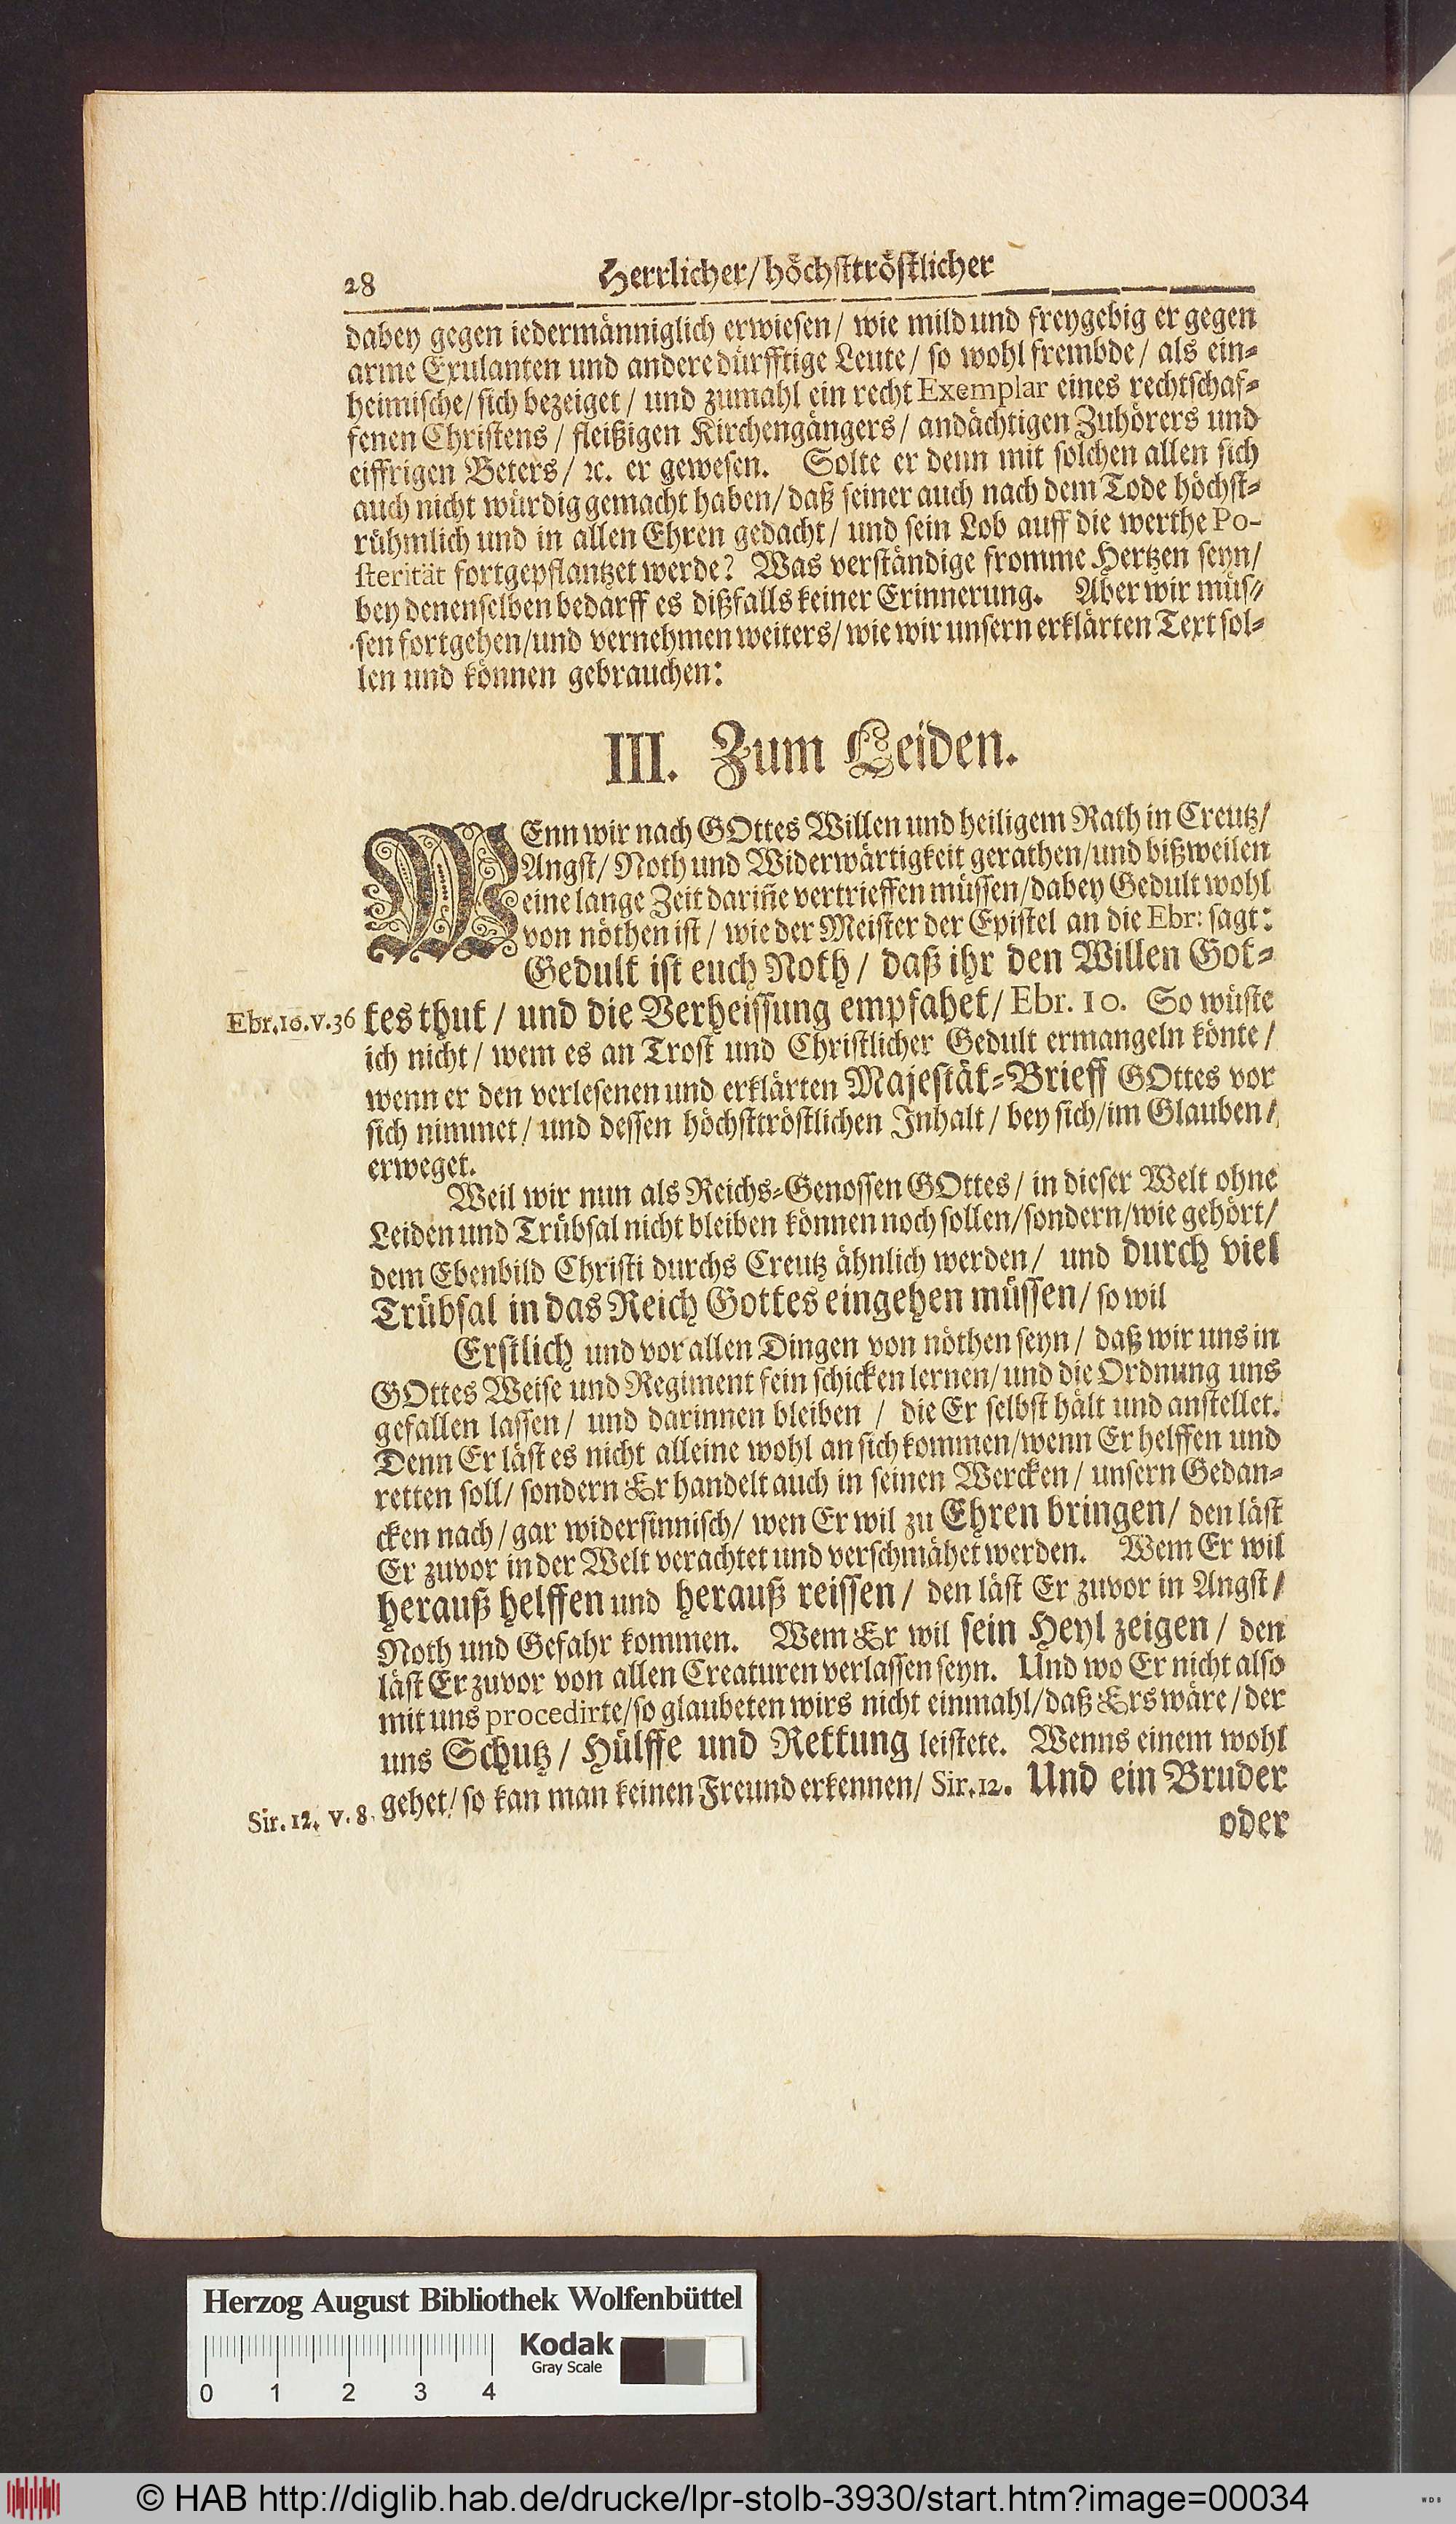 28 Herrlicher/höchsttröstlicher
dabey gegen iedermänniglich erwiesen/ wie mild und freygebig er gegen
arme Exulanten und andere dürfftige Leute/ so wohl frembde/ als ein-
heimische/ sich bezeiget/ und zumahl ein recht Exemplar eines rechtschaf-
fenen Christens/ fleißigen Kirchengängers/ andächtigen Zuhörers und
eiffrigen Beters/ ꝛc. er gewesen. Solte er denn mit solchen allen sich
auch nicht würdig gemacht haben/ daß seiner auch nach dem Tode höchst-
rühmlich und in allen Ehren gedacht/ und sein Lob auff die werthe Po-
sterität fortgepflantzet werde? Was verständige fromme Hertzen seyn/
bey denenselben bedarff es dißfalls keiner Erinnerung. Aber wir müs-
sen fortgehen/und vernehmen weiters/ wie wir unsern erklärten Text sol-
len und können gebrauchen:
III. Zum Leiden.
WEnn wir nach GOttes Willen und heiligem Rath in Creutz/
Angst/ Noth und Widerwärtigkeit gerathen/und bißweilen
eine lange Zeit dariñe vertrieffen müssen/dabey Gedult wohl
von nöthen ist/ wie der Meister der Epistel an die Ebr: sagt:
Gedult ist euch Noth/ daß ihr den Willen Got-
Ebr.10.v.36 tes thut/ und die Verheissung empfahet/ Ebr. 10. So wüste
ich nicht/ wem es an Trost und Christlicher Gedult ermangeln könte/
wenn er den verlesenen und erklärten Majestät-Brieff GOttes vor
sich nimmet/ und dessen höchsttröstlichen Inhalt/ bey sich/im Glauben/
erweget.
Weil wir nun als Reichs-Genossen GOttes/ in dieser Welt ohne
Leiden und Trübsal nicht bleiben können noch sollen/sondern/wie gehört/
dem Ebenbild Christi durchs Creutz ähnlich werden/ und durch viel
Trübsal in das Reich Gottes eingehen müssen/ so wil
Erstlich und vor allen Dingen von nöthen seyn/ daß wir uns in
GOttes Weise und Regiment fein schicken lernen/ und die Ordnung uns
gefallen lassen/ und darinnen bleiben / die Er selbst hält und anstellet.
Denn Er läst es nicht alleine wohl an sich kommen/wenn Er helffen und
retten soll/ sondern Er handelt auch in seinen Wercken/ unsern Gedan-
cken nach/ gar widersinnisch/ wen Er wil zu Ehren bringen/ den läst
Er zuvor in der Welt verachtet und verschmähet werden. Wem Er wil
herauß helffen und herauß reissen/ den läst Er zuvor in Angst/
Noth und Gefahr kommen. Wem Er wil sein Heyl zeigen/ den
läst Er zuvor von allen Creaturen verlassen seyn. Und wo Er nicht also
mit uns procedirte/so glaubeten wirs nicht einmahl/daß Ers wäre/der
uns Schutz/ Hülffe und Rettung leistete. Wenns einem wohl
Sir. 12. v. 8. gehet/ so kan man keinen Freund erkennen/ Sir. 12. Und ein Bruder
oder
Herzog August Bibliothek Wolfenbüttel
Kodak
Gray Scale
0 1 2 3 4
© HAB http://diglib.hab.de/drucke/lpr-stolb-3930/start.htm?image=00034
WDB